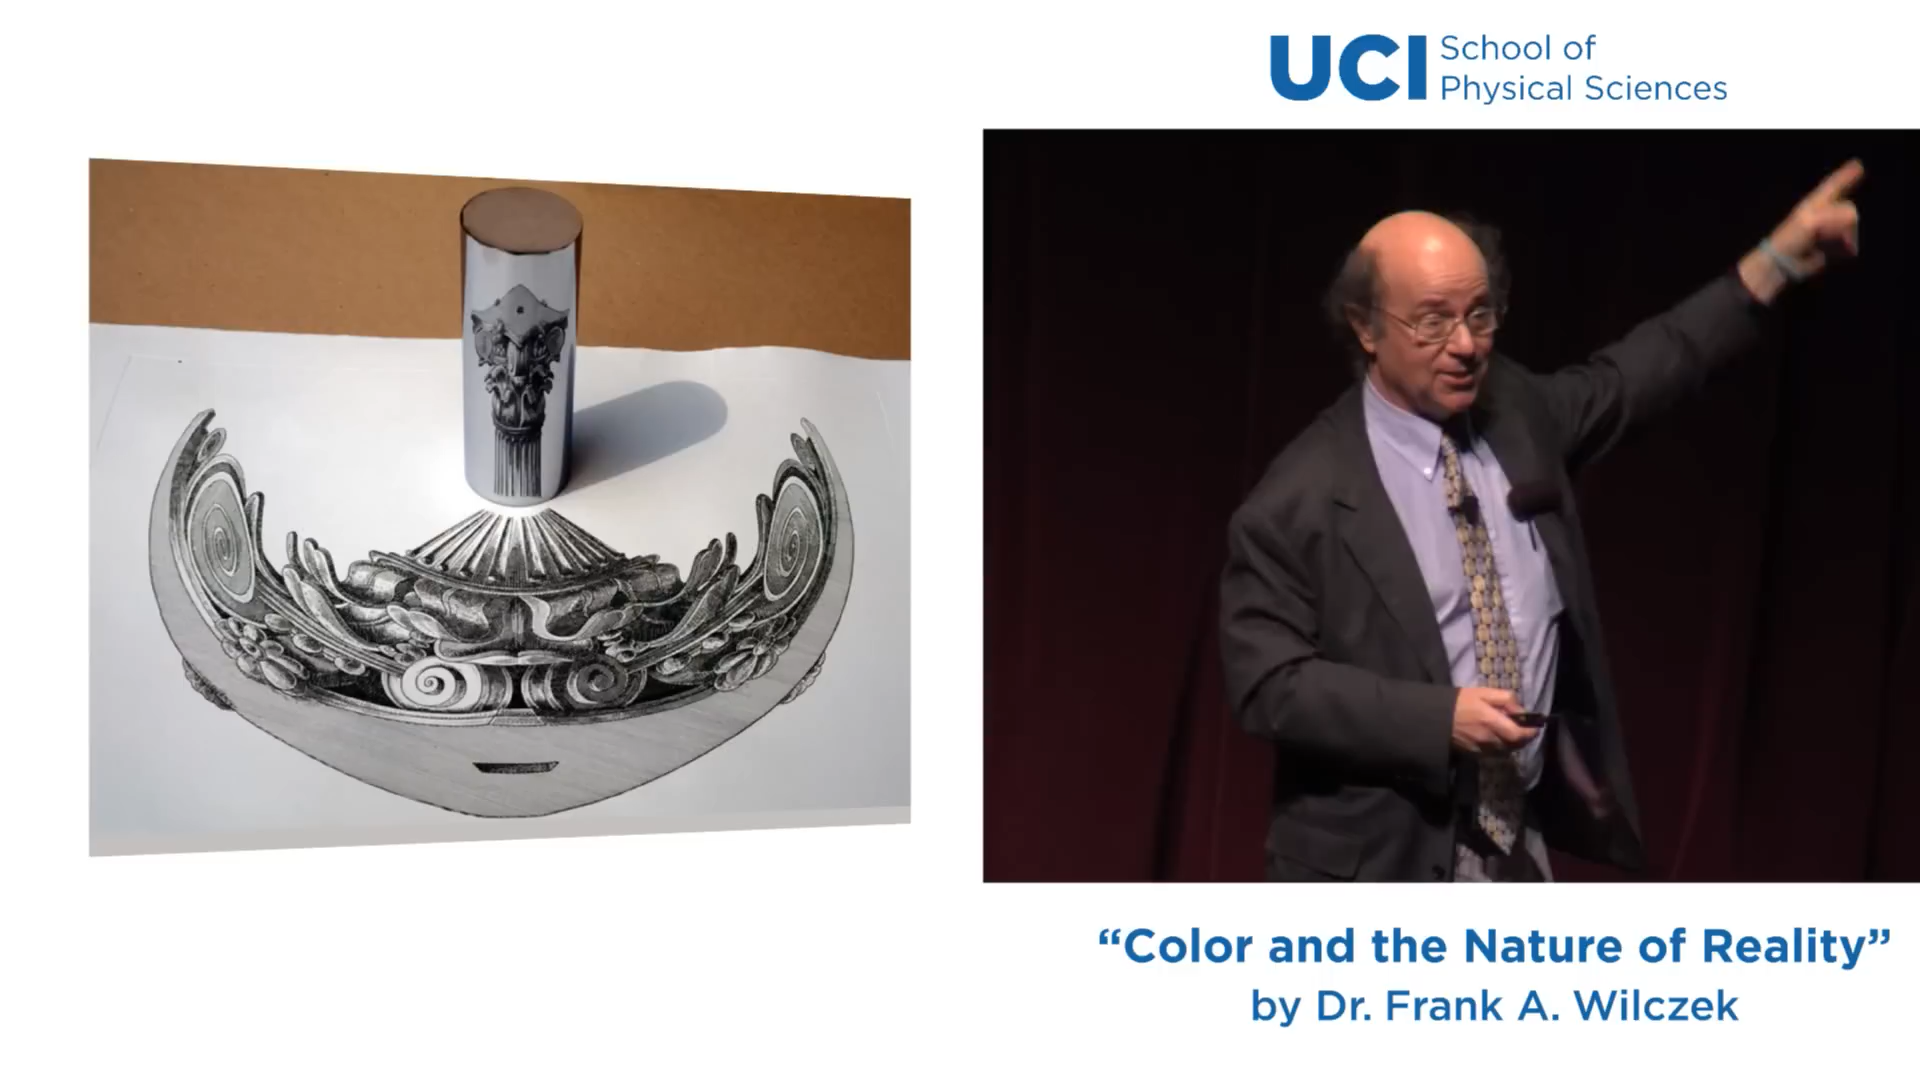 UCI School of
Physical Sciences
“Color and the Nature of Reality”
by Dr. Frank A. Wilczek